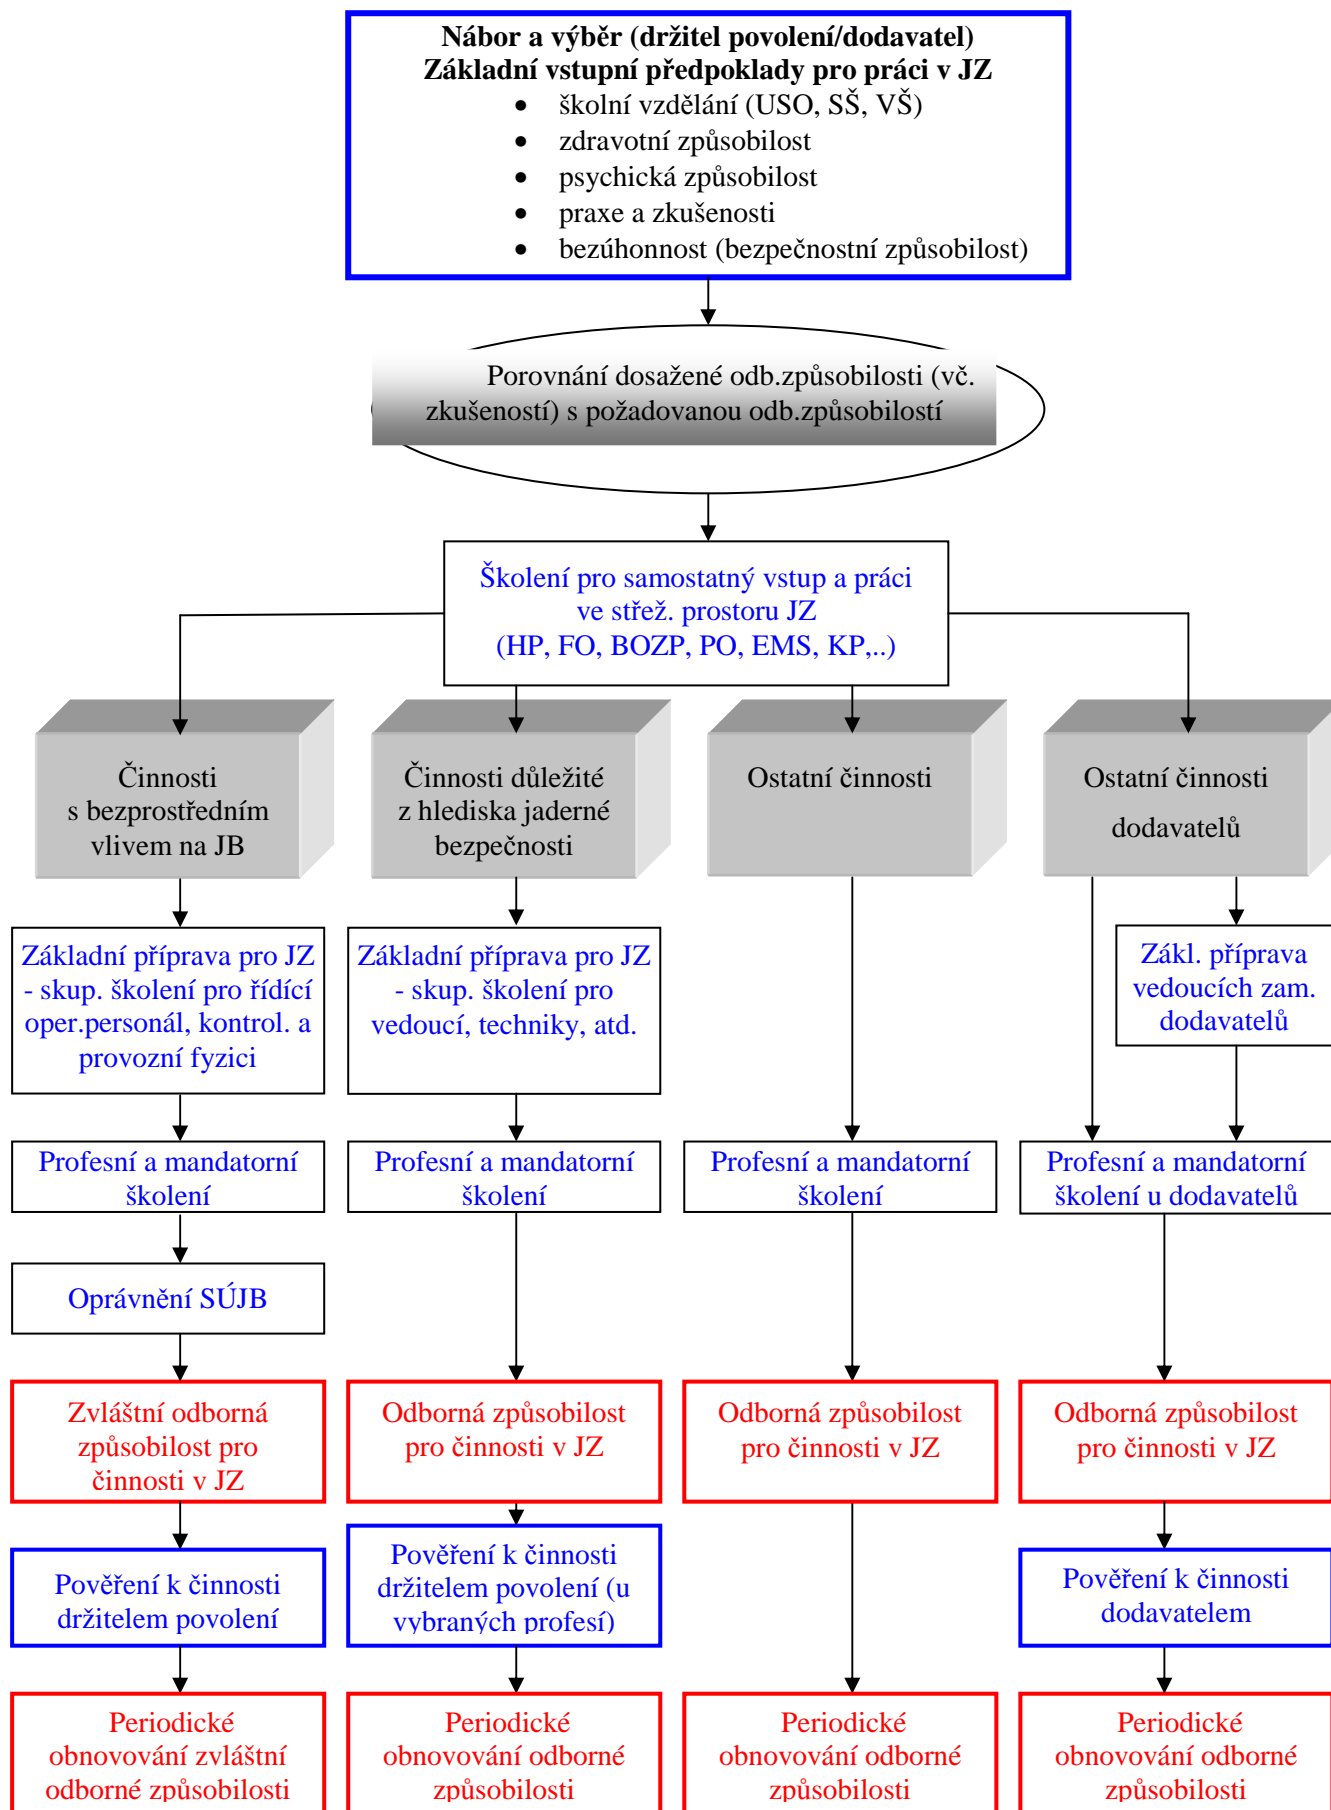 Nábor a výběr (držitel povolení/dodavatel)
Základní vstupní předpoklady pro práci v JZ
• školní vzdělání (USO, SŠ, VŠ)
• zdravotní způsobilost
• psychická způsobilost
• praxe a zkušenosti
• bezúhonnost (bezpečnostní způsobilost)
Porovnání dosažené odb.způsobilosti (vč.
zkušeností) s požadovanou odb.způsobilostí
Školení pro samostatný vstup a práci
ve střež. prostoru JZ
(HP, FO, BOZP, PO, EMS, KP,..)
Činnosti
s bezprostředním
vlivem na JB
Činnosti důležité
z hlediska jaderné
bezpečnosti
Ostatní činnosti
Ostatní činnosti
dodavatelů
Základní příprava pro JZ
- skup. školení pro řídící
oper.personál, kontrol. a
provozní fyzici
Základní příprava pro JZ
- skup. školení pro
vedoucí, techniky, atd.
Zákl. příprava
vedoucích zam.
dodavatelů
Profesní a mandatorní
školení
Profesní a mandatorní
školení
Profesní a mandatorní
školení
Profesní a mandatorní
školení u dodavatelů
Oprávnění SÚJB
Zvláštní odborná
způsobilost pro
činnosti v JZ
Odborná způsobilost
pro činnosti v JZ
Odborná způsobilost
pro činnosti v JZ
Odborná způsobilost
pro činnosti v JZ
Pověření k činnosti
držitelem povolení
Pověření k činnosti
držitelem povolení (u
vybraných profesí)
Pověření k činnosti
dodavatelem
Periodické
obnovování zvláštní
odborné způsobilosti
Periodické
obnovování odborné
způsobilosti
Periodické
obnovování odborné
způsobilosti
Periodické
obnovování odborné
způsobilosti